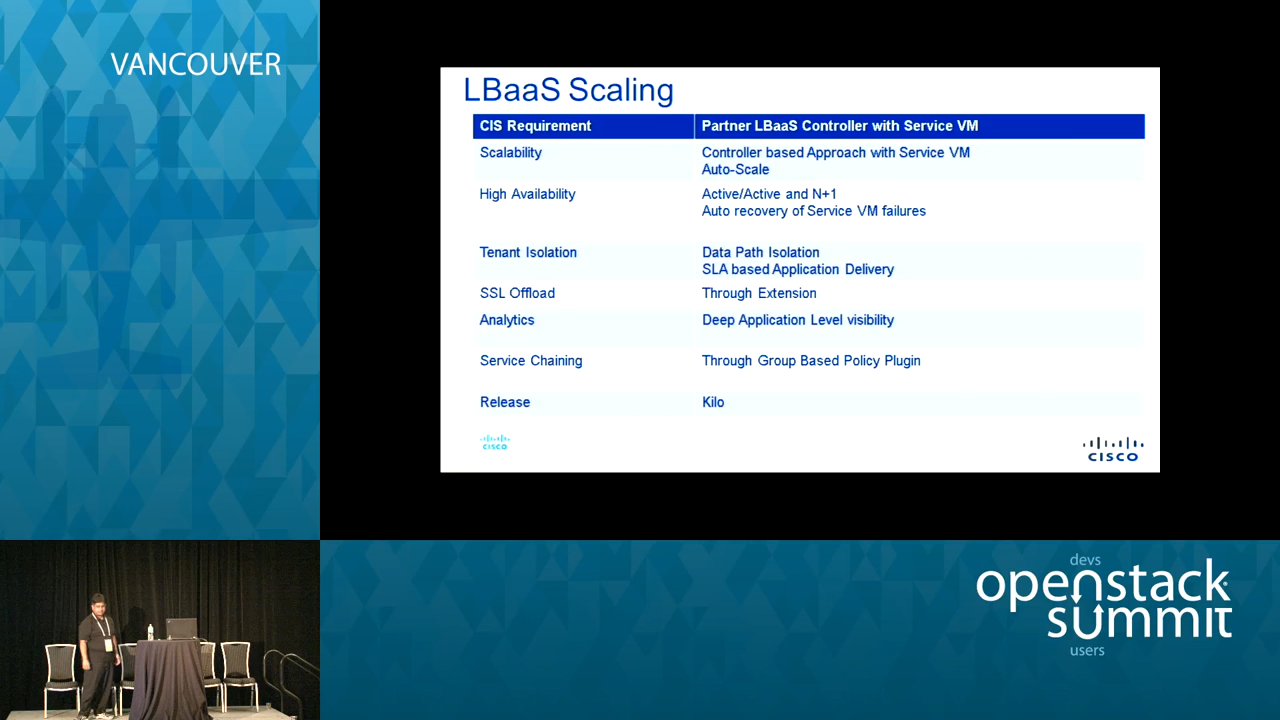 VANCOUVER
LBaaS Scaling
CIS Requirement
Partner LBaaS Controller with Service VM
Scalability
Controller based Approach with Service VM
Auto-Scale
High Availability
Active/Active and N+1
Auto recovery of Service VM failures
Tenant Isolation
Data Path Isolation
SLA based Application Delivery
SSL Offload
Through Extension
Analytics
Deep Application Level visibility
Service Chaining
Through Group Based Policy Plugin
Release
Kilo
CISCO
CISCO
devs
openstack
summit
users